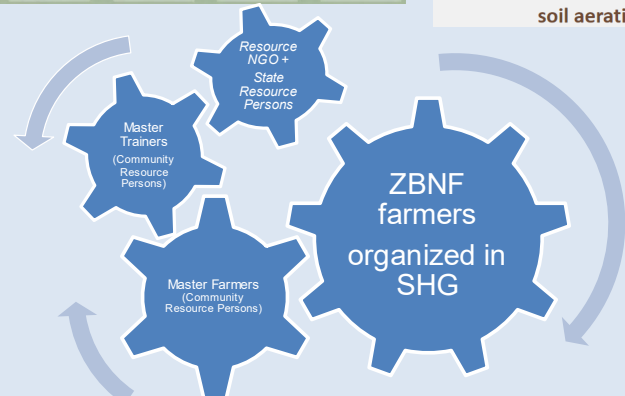 soil aerati
Resource
NGO +
State
Resource
Persons
Master
Trainers
(Community
Resource
Persons)
ZBNF
farmers
organized in
SHG
Master Farmers
(Community
Resource Persons)